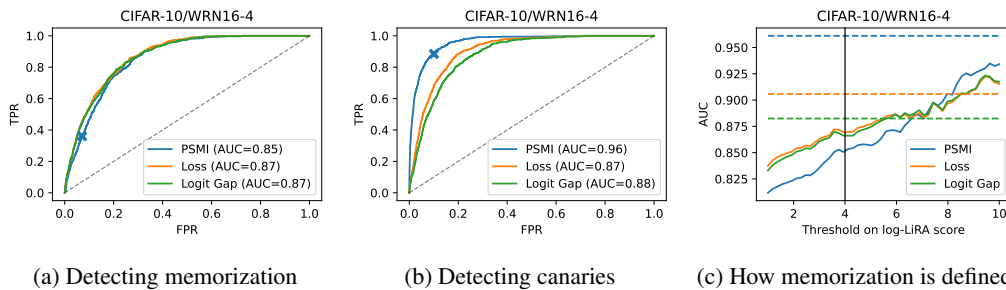 CIFAR-10/WRN16-4
1.0
0.8
0.6
0.4
0.2
0.0
TPR
PSMI (AUC=0.85)
Loss (AUC=0.87)
Logit Gap (AUC=0.87)
0.0 0.2 0.4 0.6 0.8 1.0
FPR
(a) Detecting memorization
CIFAR-10/WRN16-4
1.0
0.8
0.6
0.4
0.2
0.0
TPR
PSMI (AUC=0.96)
Loss (AUC=0.87)
Logit Gap (AUC=0.88)
0.0 0.2 0.4 0.6 0.8 1.0
FPR
(b) Detecting canaries
CIFAR-10/WRN16-4
0.950
0.925
0.900
0.875
0.850
0.825
AUC
PSMI
Loss
Logit Gap
2 4 6 8 10
Threshold on log-LiRA score
(c) How memorization is defined